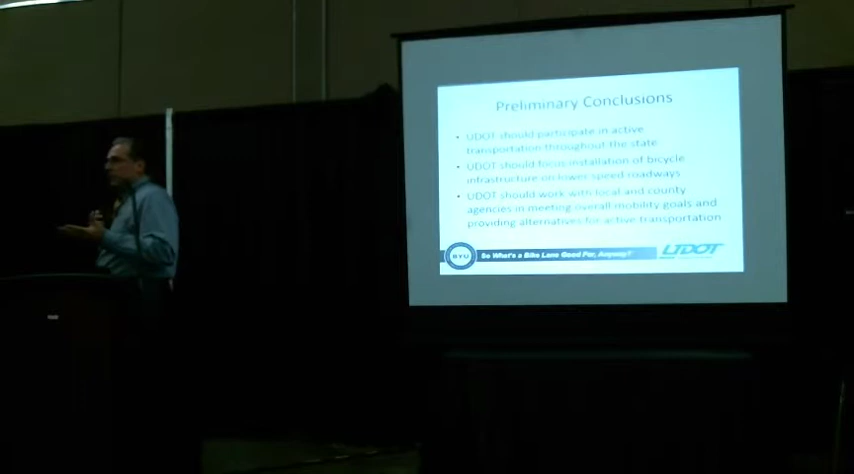 Preliminary Conclusions
• UDOT should participate in active
transportation throughout the state
• UDOT should focus installation of bicycle
infrastructure on lower speed roadways
• UDOT should work with local and county
agencies in meeting overall mobility goals and
providing alternatives for active transportation
BYU So What's a Bike Lane Good For, Anyway? UDOT